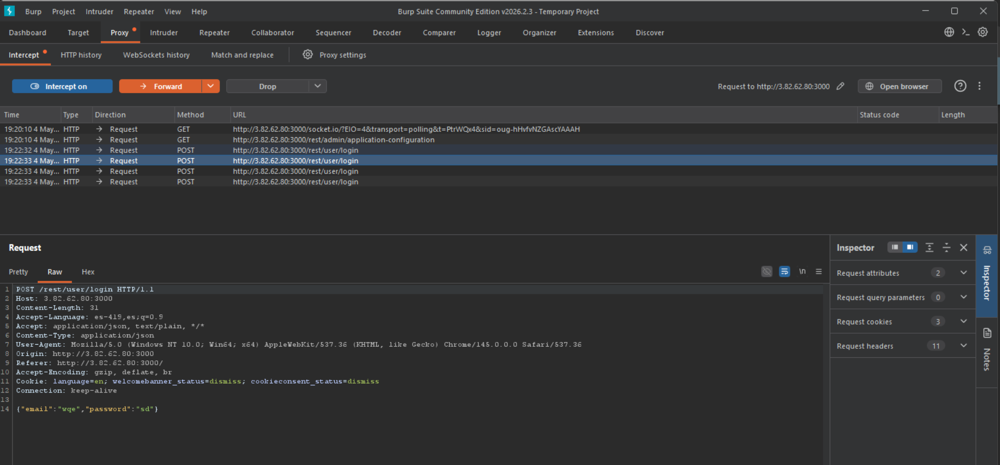 Burp Project Intruder Repeater View Help Burp Suite Community Edition v2026.2.3 - Temporary Project
Dashboard Target Proxy Intruder Repeater Collaborator Sequencer Decoder Comparer Logger Organizer Extensions Discover
Intercept HTTP history WebSockets history Match and replace Proxy settings
Intercept on Forward Drop Request to http://3.82.62.80:3000 Open browser
Time Type Direction Method URL Status code Length
19:20:10 4 May... HTTP → Request GET http://3.82.62.80:3000/socket.io/?EIO=4&transport=polling&t=PtrWQx4&sid=oug-hHvfvNZGAscYAAAH
19:20:10 4 May... HTTP → Request GET http://3.82.62.80:3000/rest/admin/application-configuration
19:22:32 4 May... HTTP → Request POST http://3.82.62.80:3000/rest/user/login
19:22:33 4 May... HTTP → Request POST http://3.82.62.80:3000/rest/user/login
19:22:33 4 May... HTTP → Request POST http://3.82.62.80:3000/rest/user/login
19:22:33 4 May... HTTP → Request POST http://3.82.62.80:3000/rest/user/login
Request
Pretty Raw Hex \n
1 POST /rest/user/login HTTP/1.1
2 Host: 3.82.62.80:3000
3 Content-Length: 31
4 Accept-Language: es-419,es;q=0.9
5 Accept: application/json, text/plain, */*
6 Content-Type: application/json
7 User-Agent: Mozilla/5.0 (Windows NT 10.0; Win64; x64) AppleWebKit/537.36 (KHTML, like Gecko) Chrome/145.0.0.0 Safari/537.36
8 Origin: http://3.82.62.80:3000
9 Referer: http://3.82.62.80:3000/
10 Accept-Encoding: gzip, deflate, br
11 Cookie: language=en; welcomebanner_status=dismiss; cookieconsent_status=dismiss
12 Connection: keep-alive
13
14 {"email":"wqe","password":"sd"}
Inspector
Request attributes 2
Request query parameters 0
Request cookies 3
Request headers 11
Inspector
Notes